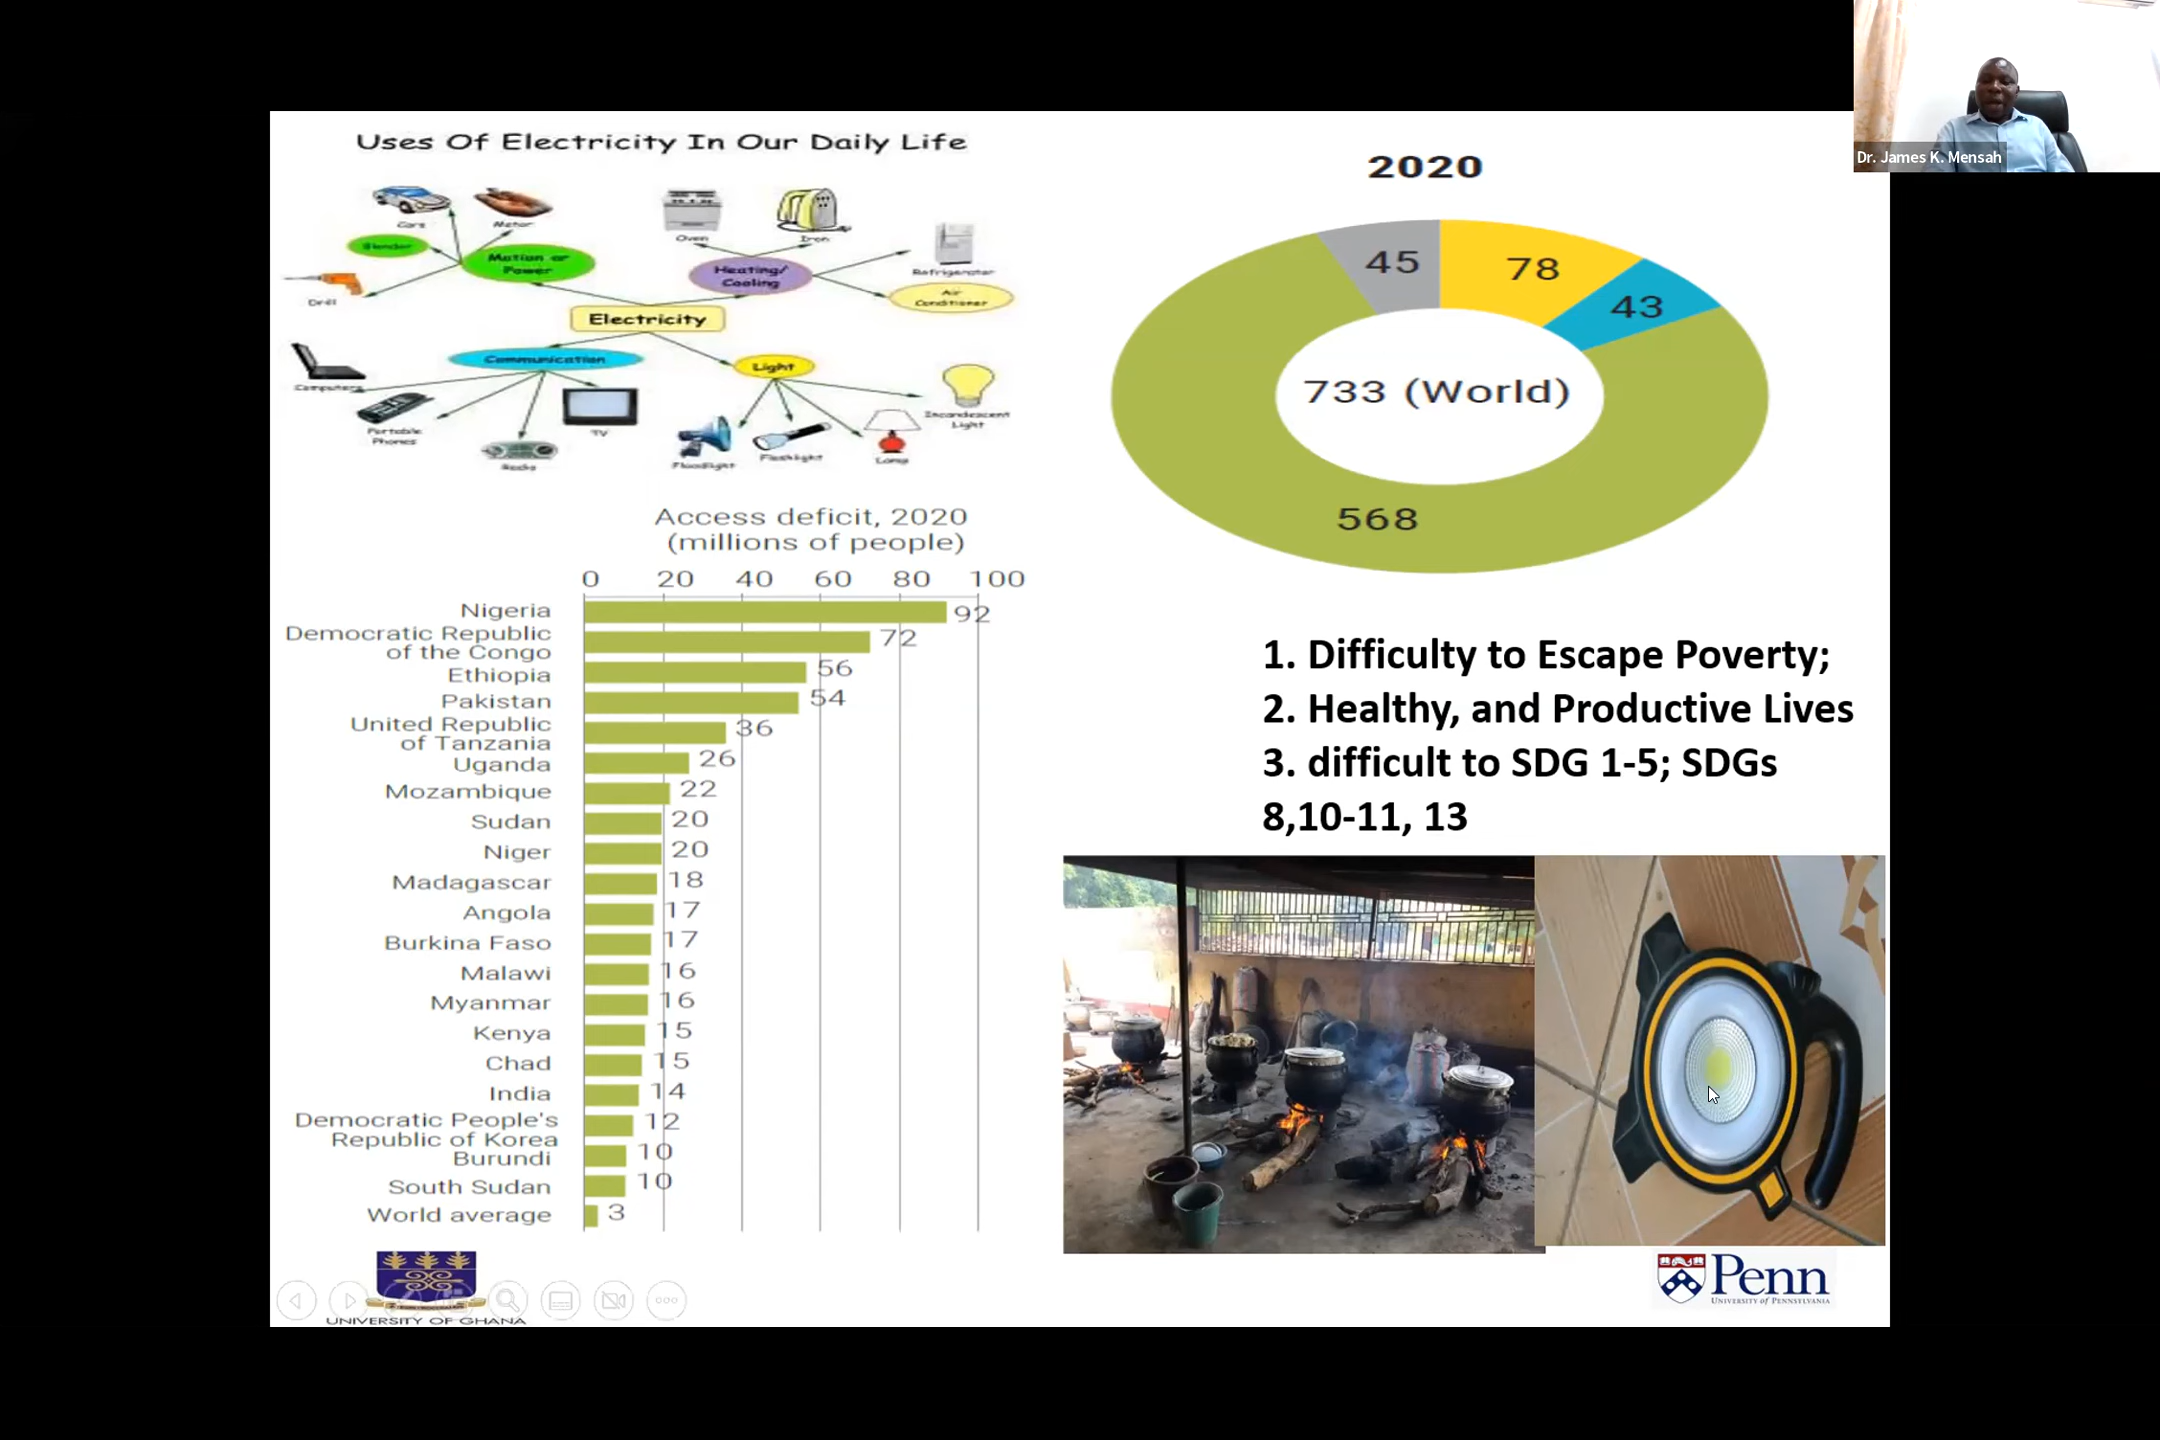 Uses Of Electricity In Our Daily Life
Cars
Motor
Oven
Iron
Blender
Motion or
Power
Heating/
Cooling
Refrigerator
Air
Conditioner
Drill
Electricity
Communication
Light
Computers
Portable
Phones
Radio
TV
Floodlight
Flashlight
Lamp
Incandescent
Light
Access deficit, 2020
(millions of people)
0 20 40 60 80 100
Nigeria 92
Democratic Republic
of the Congo 72
Ethiopia 56
Pakistan 54
United Republic
of Tanzania 36
Uganda 26
Mozambique 22
Sudan 20
Niger 20
Madagascar 18
Angola 17
Burkina Faso 17
Malawi 16
Myanmar 16
Kenya 15
Chad 15
India 14
Democratic People's
Republic of Korea 12
Burundi 10
South Sudan 10
World average 3
UNIVERSITY OF GHANA
2020
45
78
43
733 (World)
568
1. Difficulty to Escape Poverty;
2. Healthy, and Productive Lives
3. difficult to SDG 1-5; SDGs
8,10-11, 13
Penn
UNIVERSITY OF PENNSYLVANIA
Dr. James K. Mensah